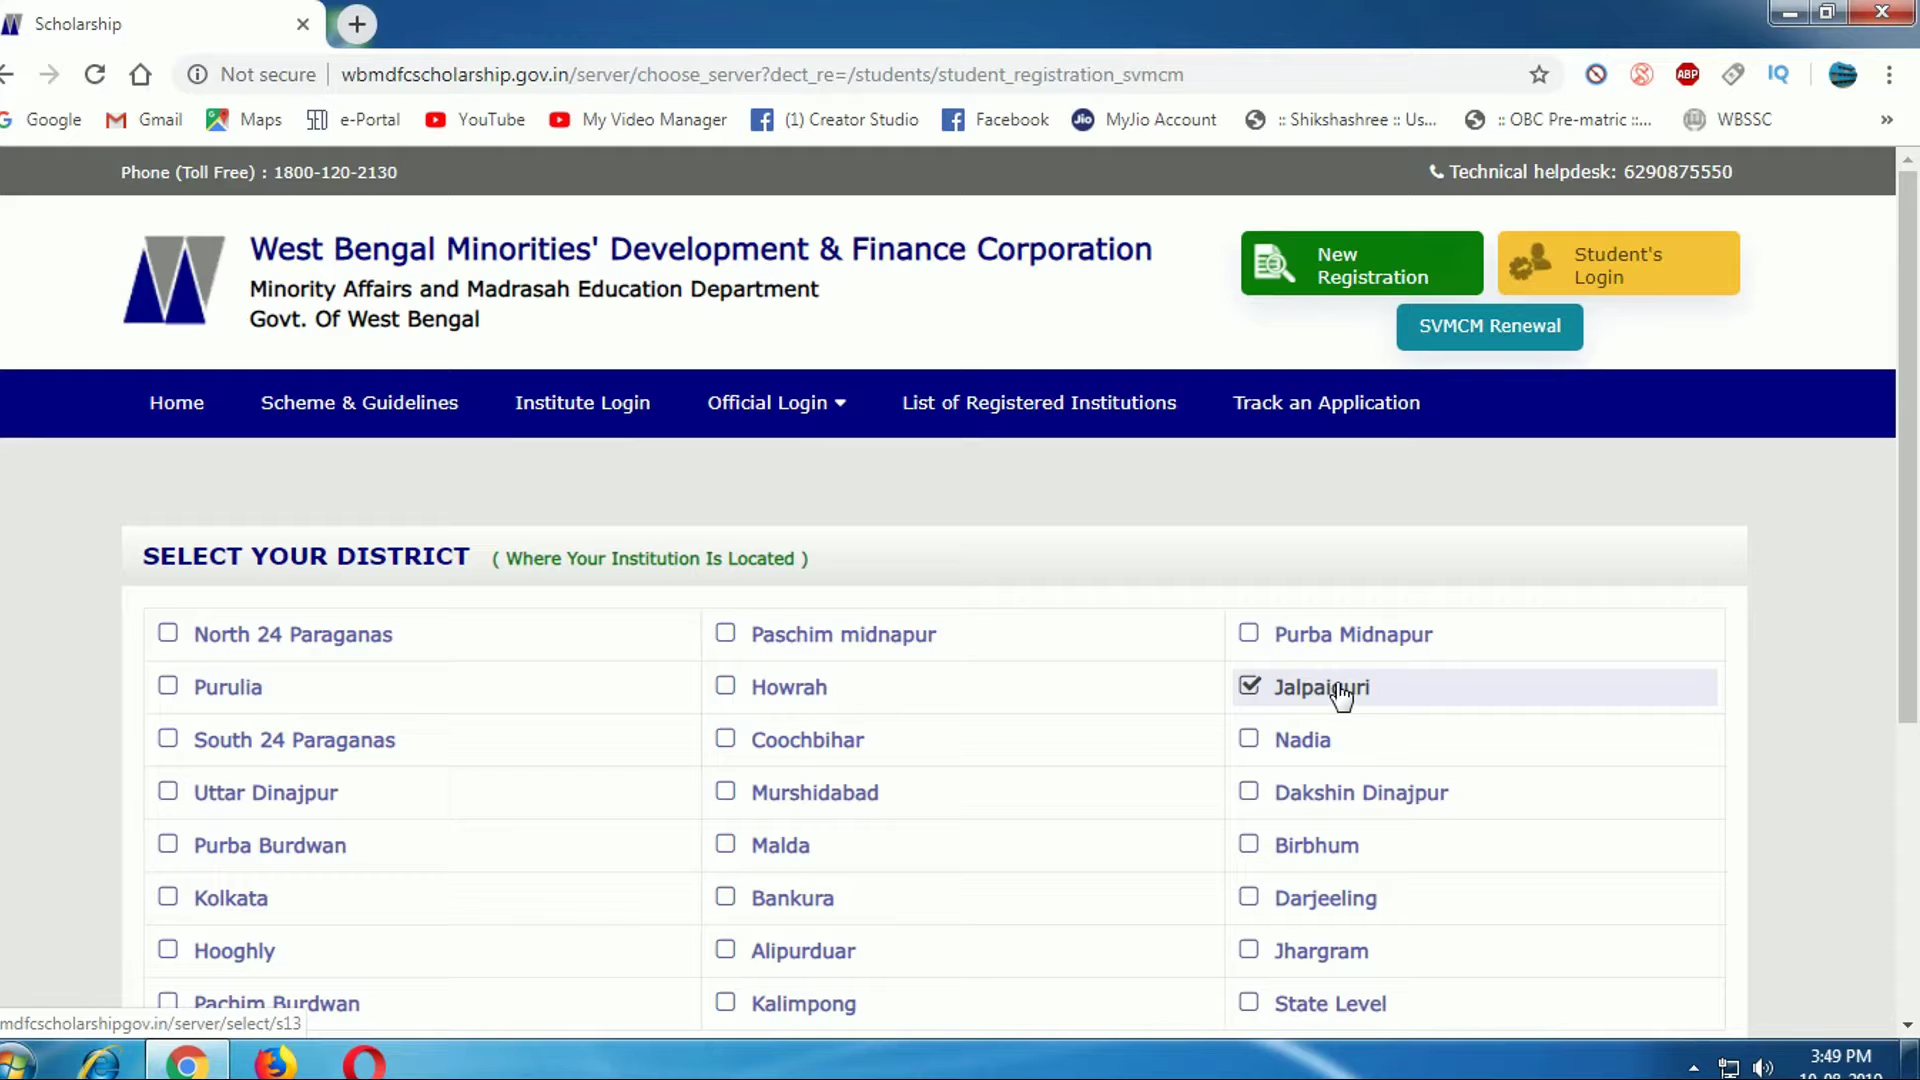 Scholarship
Not secure wbmdfcscholarship.gov.in/server/choose_server?dect_re=/students/student_registration_svmcm
ABP IQ
Google Gmail Maps e-Portal YouTube My Video Manager (1) Creator Studio Facebook Jio MyJio Account :: Shikshashree :: Us... :: OBC Pre-matric ::... WBSSC »
Phone (Toll Free) : 1800-120-2130 Technical helpdesk: 6290875550
West Bengal Minorities' Development & Finance Corporation
Minority Affairs and Madrasah Education Department
Govt. Of West Bengal
New Registration
Student's Login
SVMCM Renewal
Home Scheme & Guidelines Institute Login Official Login List of Registered Institutions Track an Application
SELECT YOUR DISTRICT ( Where Your Institution Is Located )
North 24 Paraganas Paschim midnapur Purba Midnapur
Purulia Howrah Jalpaiguri
South 24 Paraganas Coochbihar Nadia
Uttar Dinajpur Murshidabad Dakshin Dinajpur
Purba Burdwan Malda Birbhum
Kolkata Bankura Darjeeling
Hooghly Alipurduar Jhargram
Pachim Burdwan Kalimpong State Level
mdfcscholarshipgov.in/server/select/s13
3:49 PM
10-08-2019